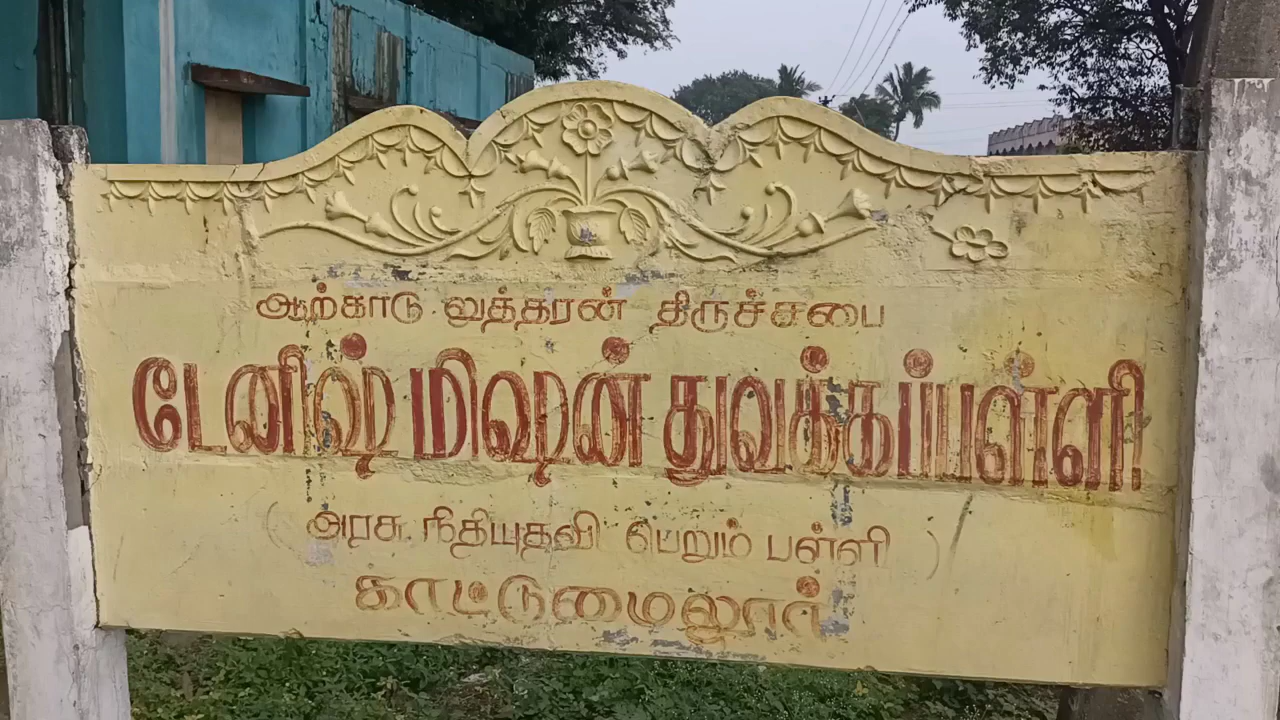 ஆற்காடு லுத்தரன் திருச்சபை
டேனிஷ் மிஷன் துவக்கப்பள்ளி
(அரசு நிதியுதவி பெறும் பள்ளி)
காட்டுமைலூர்